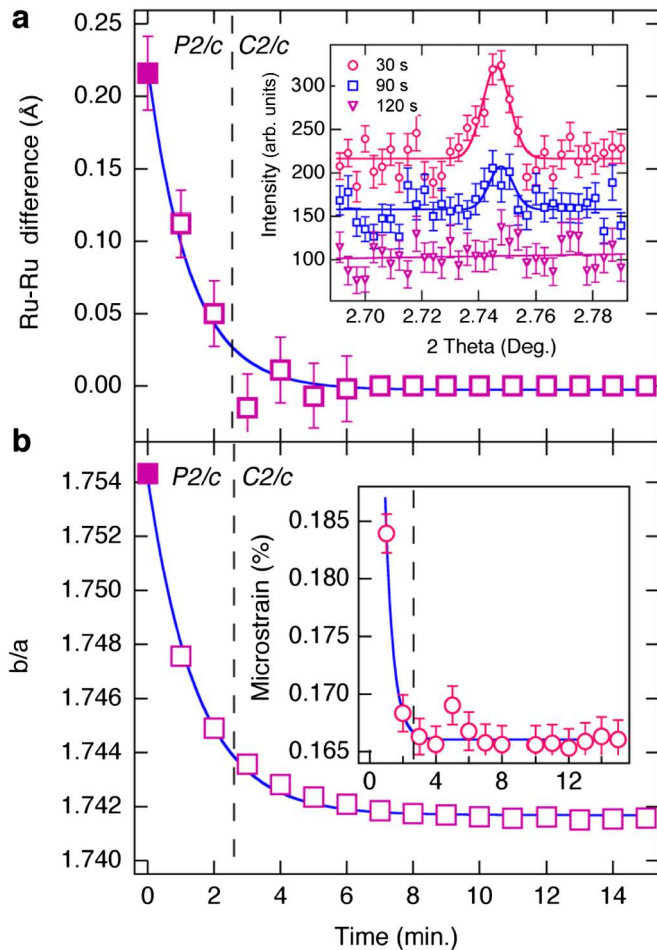 a
P2/c C2/c
0.25
0.20
0.15
0.10
0.05
0.00
Ru-Ru difference (Å)
30 s
90 s
120 s
300
200
150
100
Intensity (arb. units)
2.70 2.72 2.74 2.76 2.78
2 Theta (Deg.)
b
P2/c C2/c
1.754
1.752
1.750
1.748
1.746
1.744
1.742
1.740
b/a
0.185
0.180
0.175
0.170
0.165
Microstrain (%)
0 4 8 12
0 2 4 6 8 10 12 14
Time (min.)